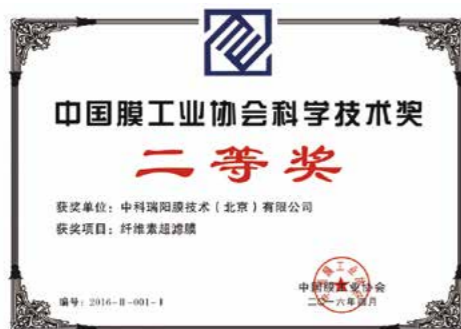 中国膜工业协会科学技术奖
二等奖
获奖单位：中科瑞阳膜技术（北京）有限公司
获奖项目：纤维素超滤膜
中国膜工业协会
编号：2016-II-001-1
二〇一六年四月